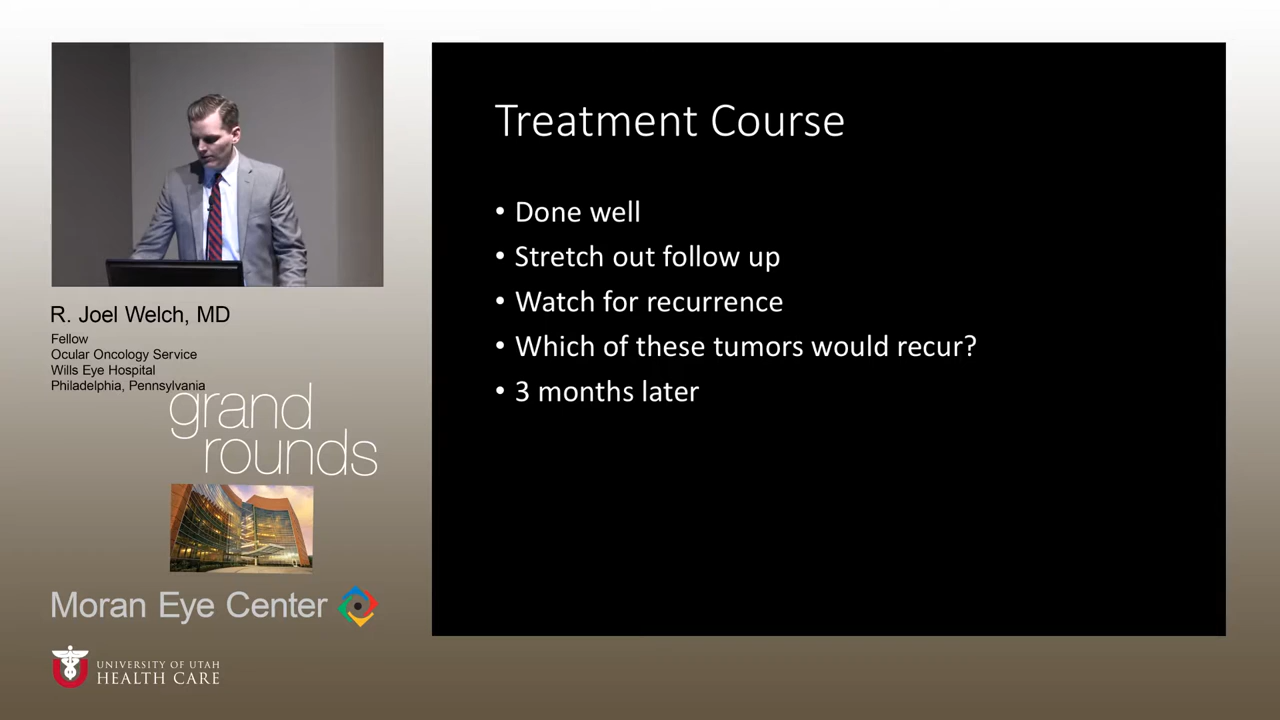 Treatment Course
• Done well
• Stretch out follow up
• Watch for recurrence
• Which of these tumors would recur?
• 3 months later
R. Joel Welch, MD
Fellow
Ocular Oncology Service
Wills Eye Hospital
Philadelphia, Pennsylvania
grand
rounds
Moran Eye Center
UNIVERSITY OF UTAH
HEALTH CARE